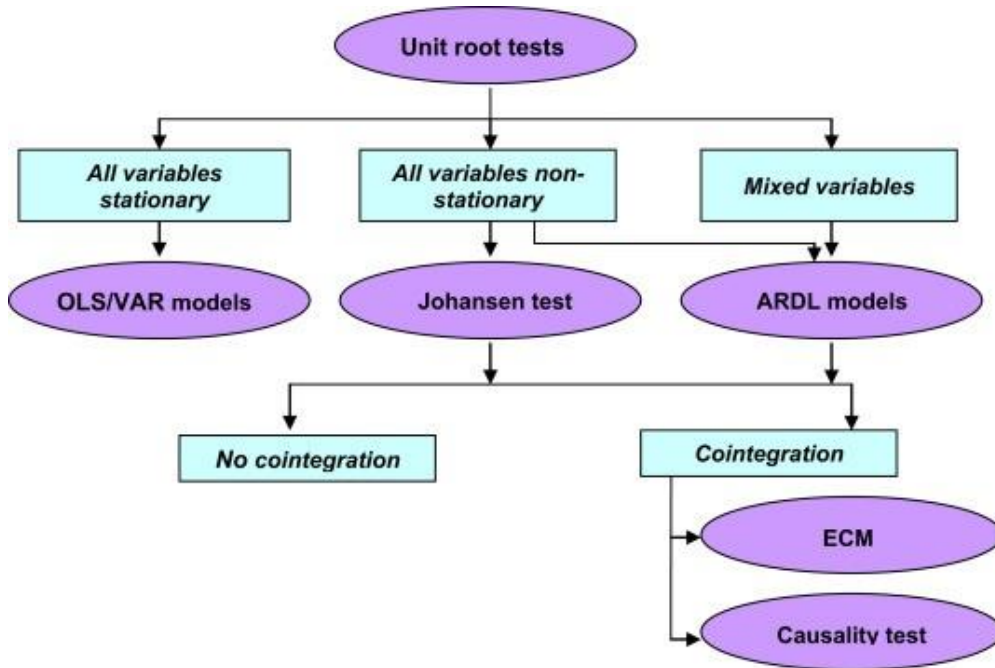 Unit root tests
All variables
stationary
All variables non-
stationary
Mixed variables
OLS/VAR models
Johansen test
ARDL models
No cointegration
Cointegration
ECM
Causality test